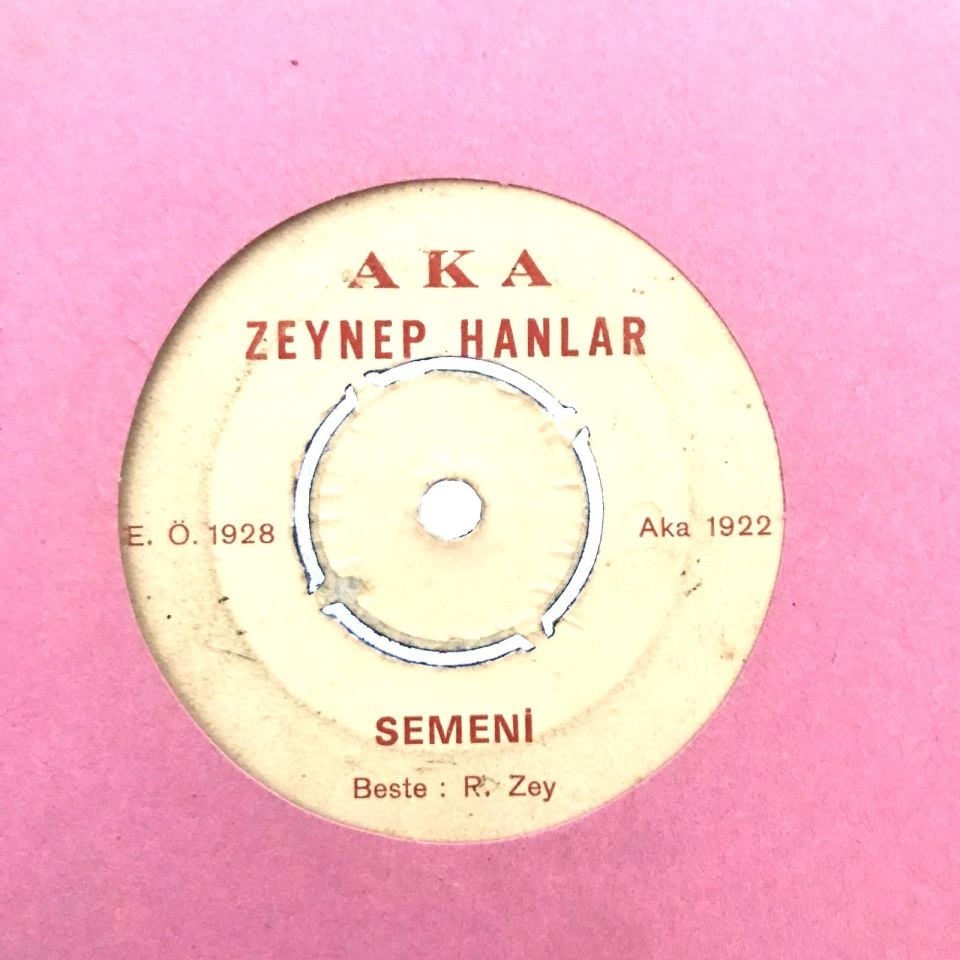 AKA
ZEYNEP HANLAR
E. Ö. 1928
Aka 1922
SEMENİ
Beste : R. Zey